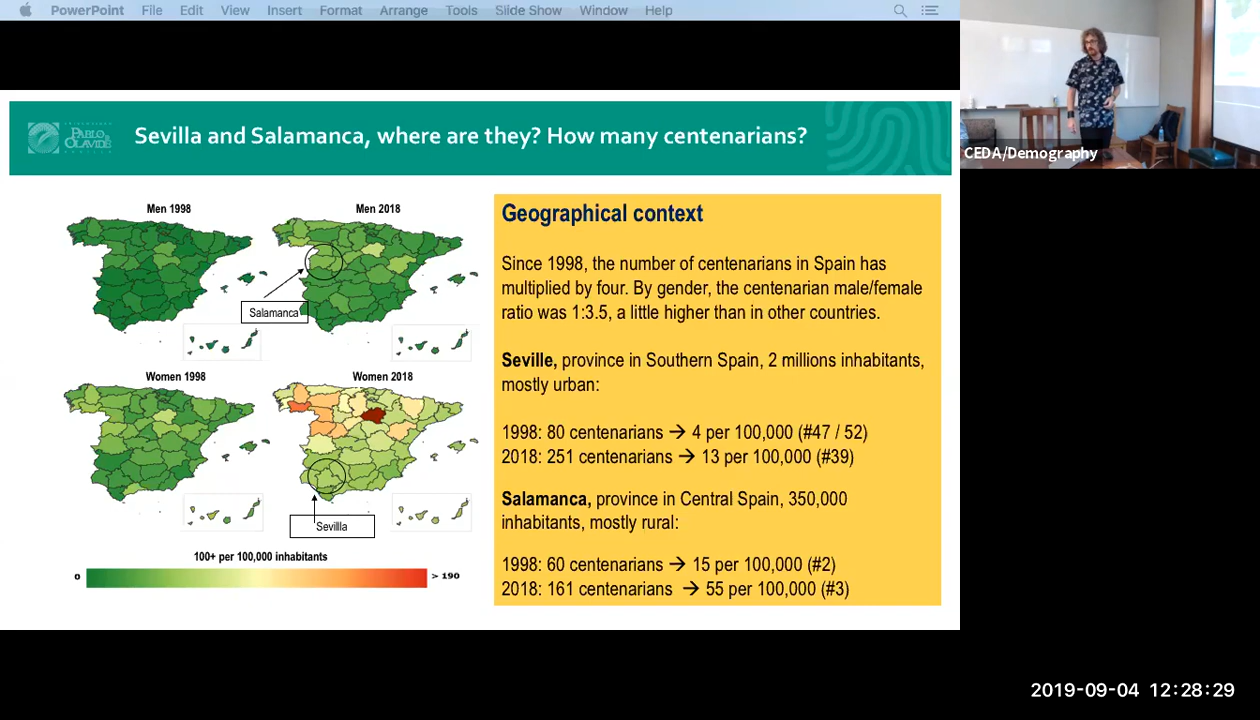 PowerPoint File Edit View Insert Format Arrange Tools Slide Show Window Help
PABLO
OLAVIDE
SEVILLA
Sevilla and Salamanca, where are they? How many centenarians?
CEDA/Demography
Men 1998
Men 2018
Salamanca
Women 1998
Women 2018
Sevillla
100+ per 100,000 inhabitants
0
> 190
Geographical context
Since 1998, the number of centenarians in Spain has
multiplied by four. By gender, the centenarian male/female
ratio was 1:3.5, a little higher than in other countries.
Seville, province in Southern Spain, 2 millions inhabitants,
mostly urban:
1998: 80 centenarians → 4 per 100,000 (#47 / 52)
2018: 251 centenarians → 13 per 100,000 (#39)
Salamanca, province in Central Spain, 350,000
inhabitants, mostly rural:
1998: 60 centenarians → 15 per 100,000 (#2)
2018: 161 centenarians → 55 per 100,000 (#3)
2019-09-04 12:28:29